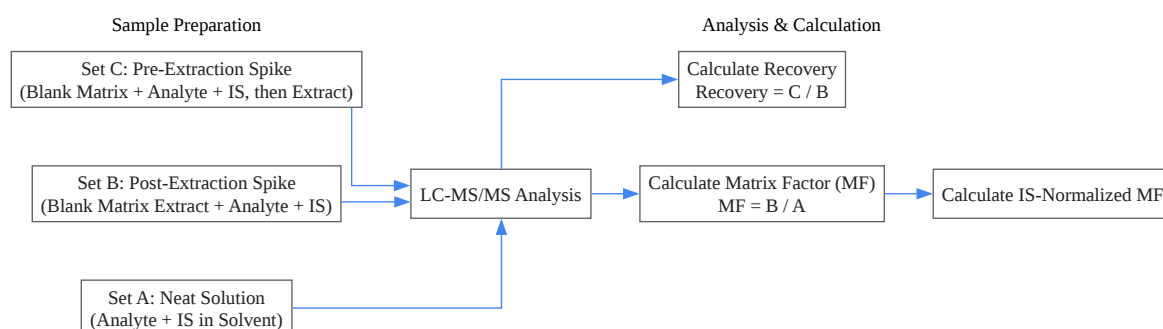 Sample Preparation
Analysis & Calculation
Set C: Pre-Extraction Spike
(Blank Matrix + Analyte + IS, then Extract)
Calculate Recovery
Recovery = C / B
Set B: Post-Extraction Spike
(Blank Matrix Extract + Analyte + IS)
LC-MS/MS Analysis
Calculate Matrix Factor (MF)
MF = B / A
Calculate IS-Normalized MF
Set A: Neat Solution
(Analyte + IS in Solvent)